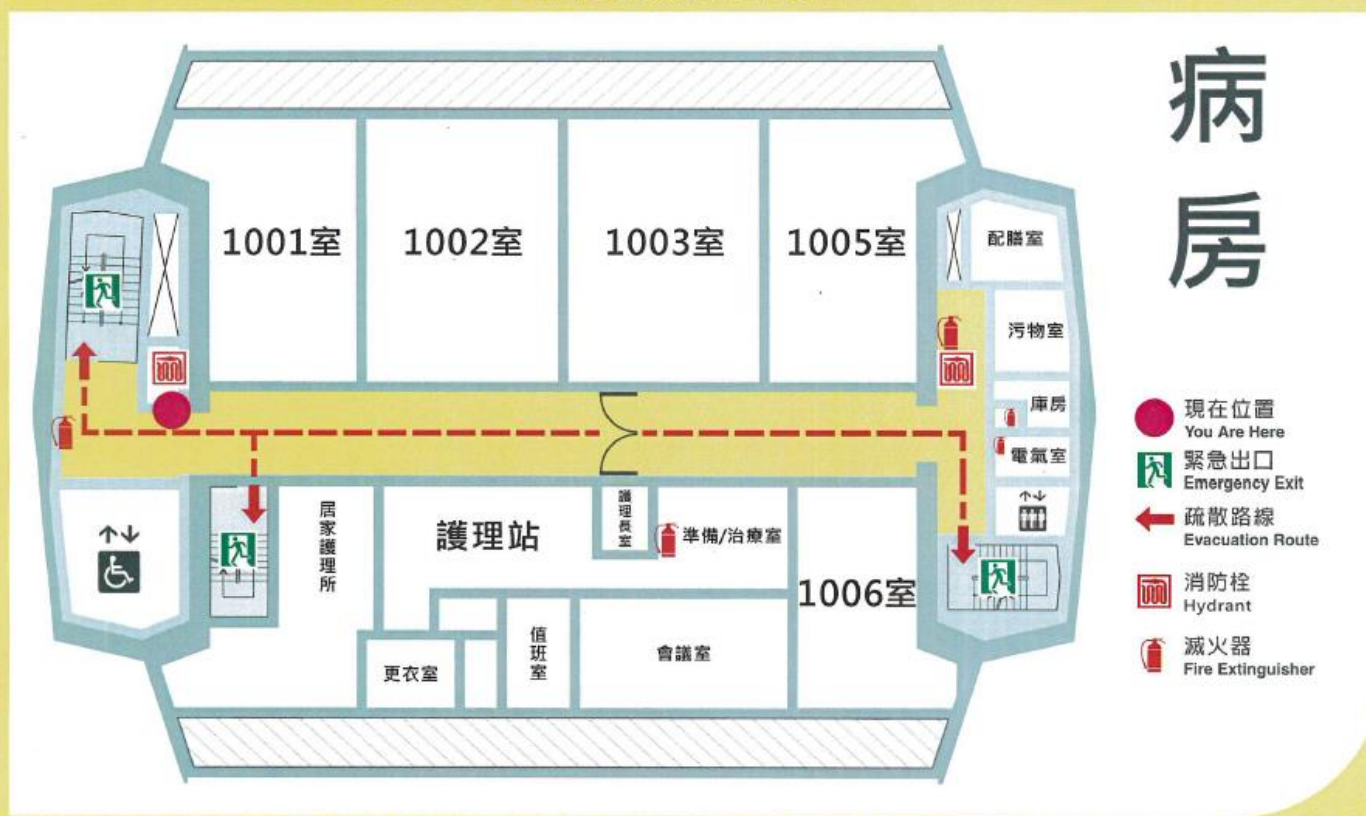 病房
1001室
1002室
1003室
1005室
配膳室
污物室
庫房
電氣室
居家護理所
護理站
護理長室
準備/治療室
1006室
更衣室
值班室
會議室
現在位置
You Are Here
緊急出口
Emergency Exit
疏散路線
Evacuation Route
消防栓
Hydrant
滅火器
Fire Extinguisher